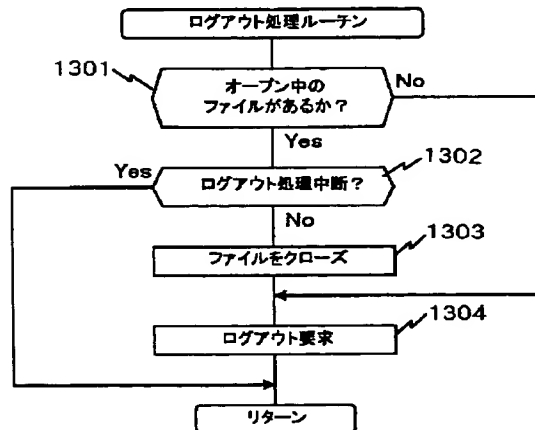 ログアウト処理ルーチン
1301
オープン中の
ファイルがあるか？
No
Yes
Yes
1302
ログアウト処理中断？
No
1303
ファイルをクローズ
1304
ログアウト要求
リターン